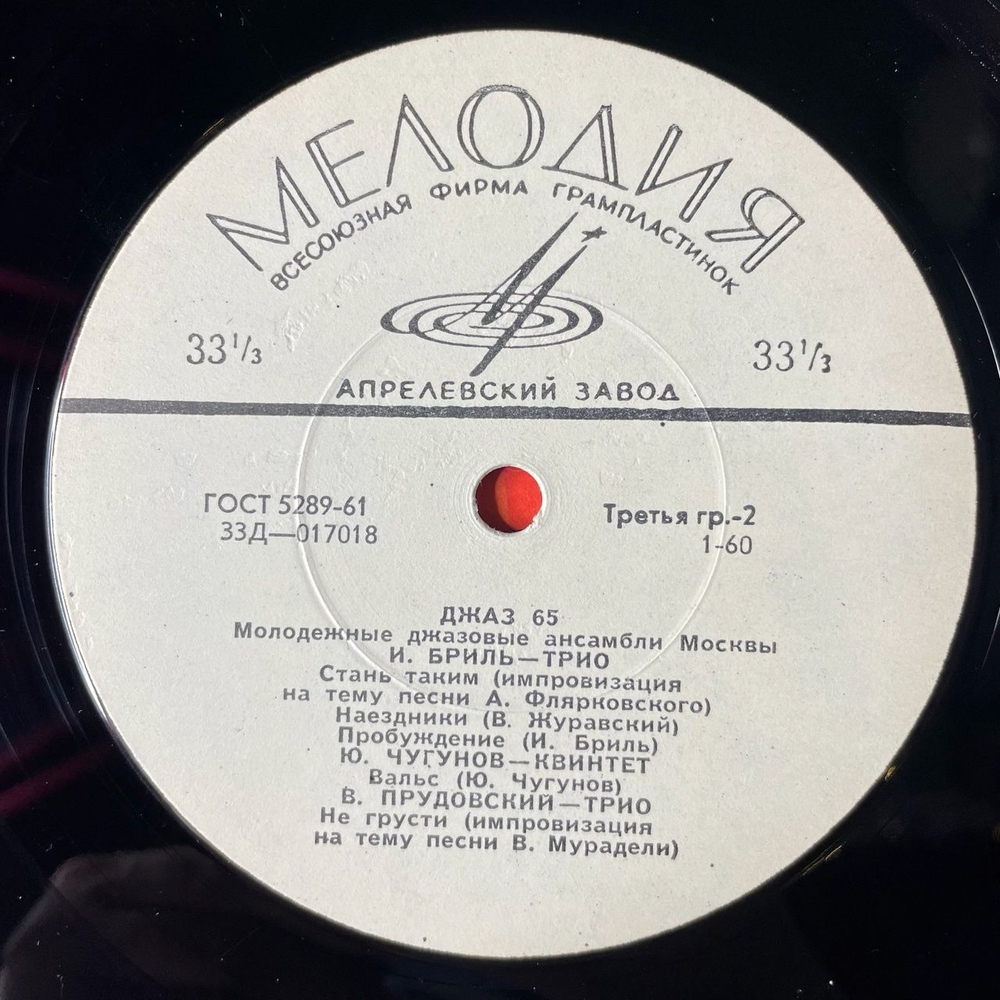 МЕЛОДИЯ
ВСЕСОЮЗНАЯ ФИРМА ГРАМПЛАСТИНОК
33⅓ 33⅓
АПРЕЛЕВСКИЙ ЗАВОД
ГОСТ 5289-61
33Д—017018
Третья гр.-2
1-60
ДЖАЗ 65
Молодежные джазовые ансамбли Москвы
И. БРИЛЬ—ТРИО
Стань таким (импровизация
на тему песни А. Флярковского)
Наездники (В. Журавский)
Пробуждение (И. Бриль)
Ю. ЧУГУНОВ—КВИНТЕТ
Вальс (Ю. Чугунов)
В. ПРУДОВСКИЙ—ТРИО
Не грусти (импровизация
на тему песни В. Мурадели)